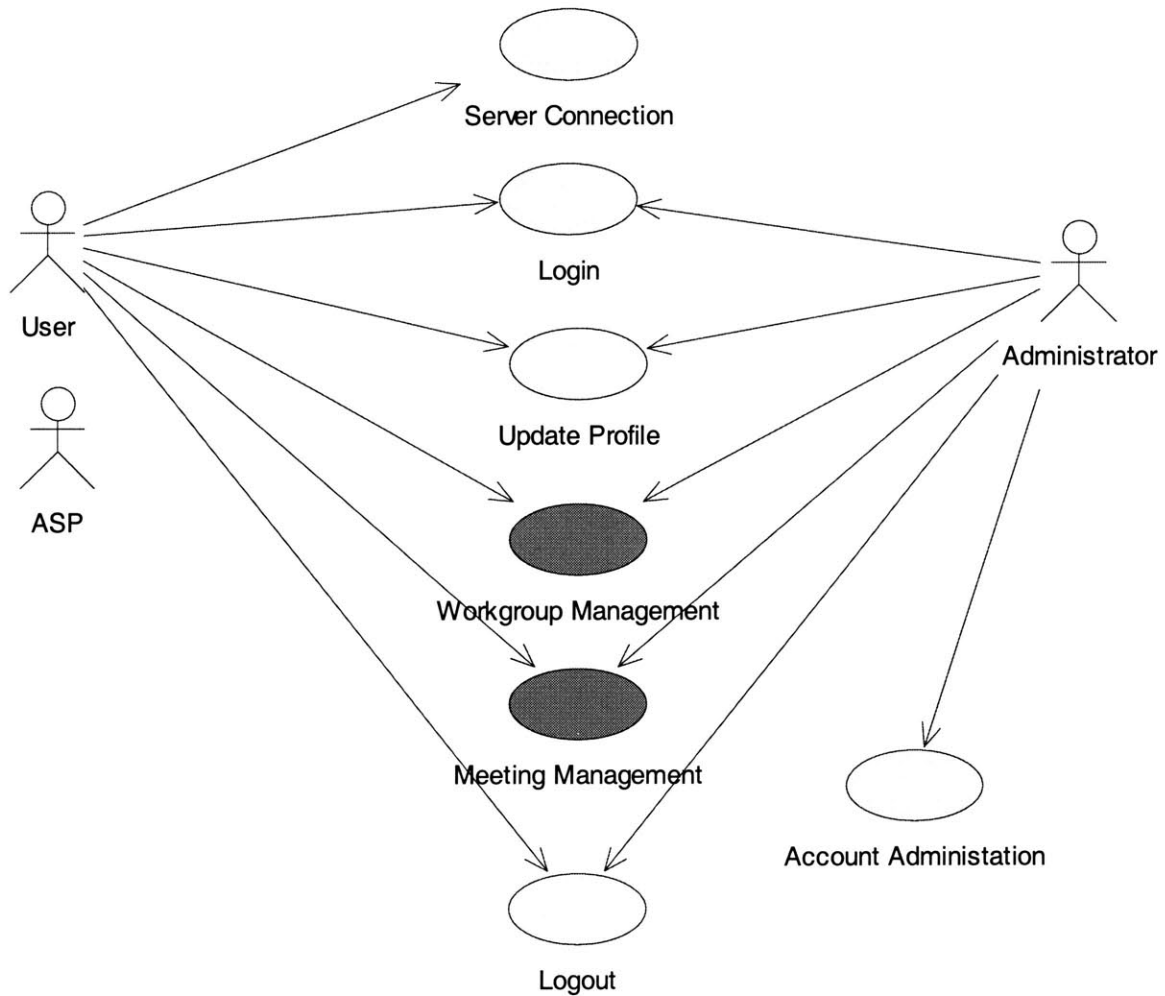 Server Connection
Login
User
Administrator
Update Profile
ASP
Workgroup Management
Meeting Management
Account Administation
Logout